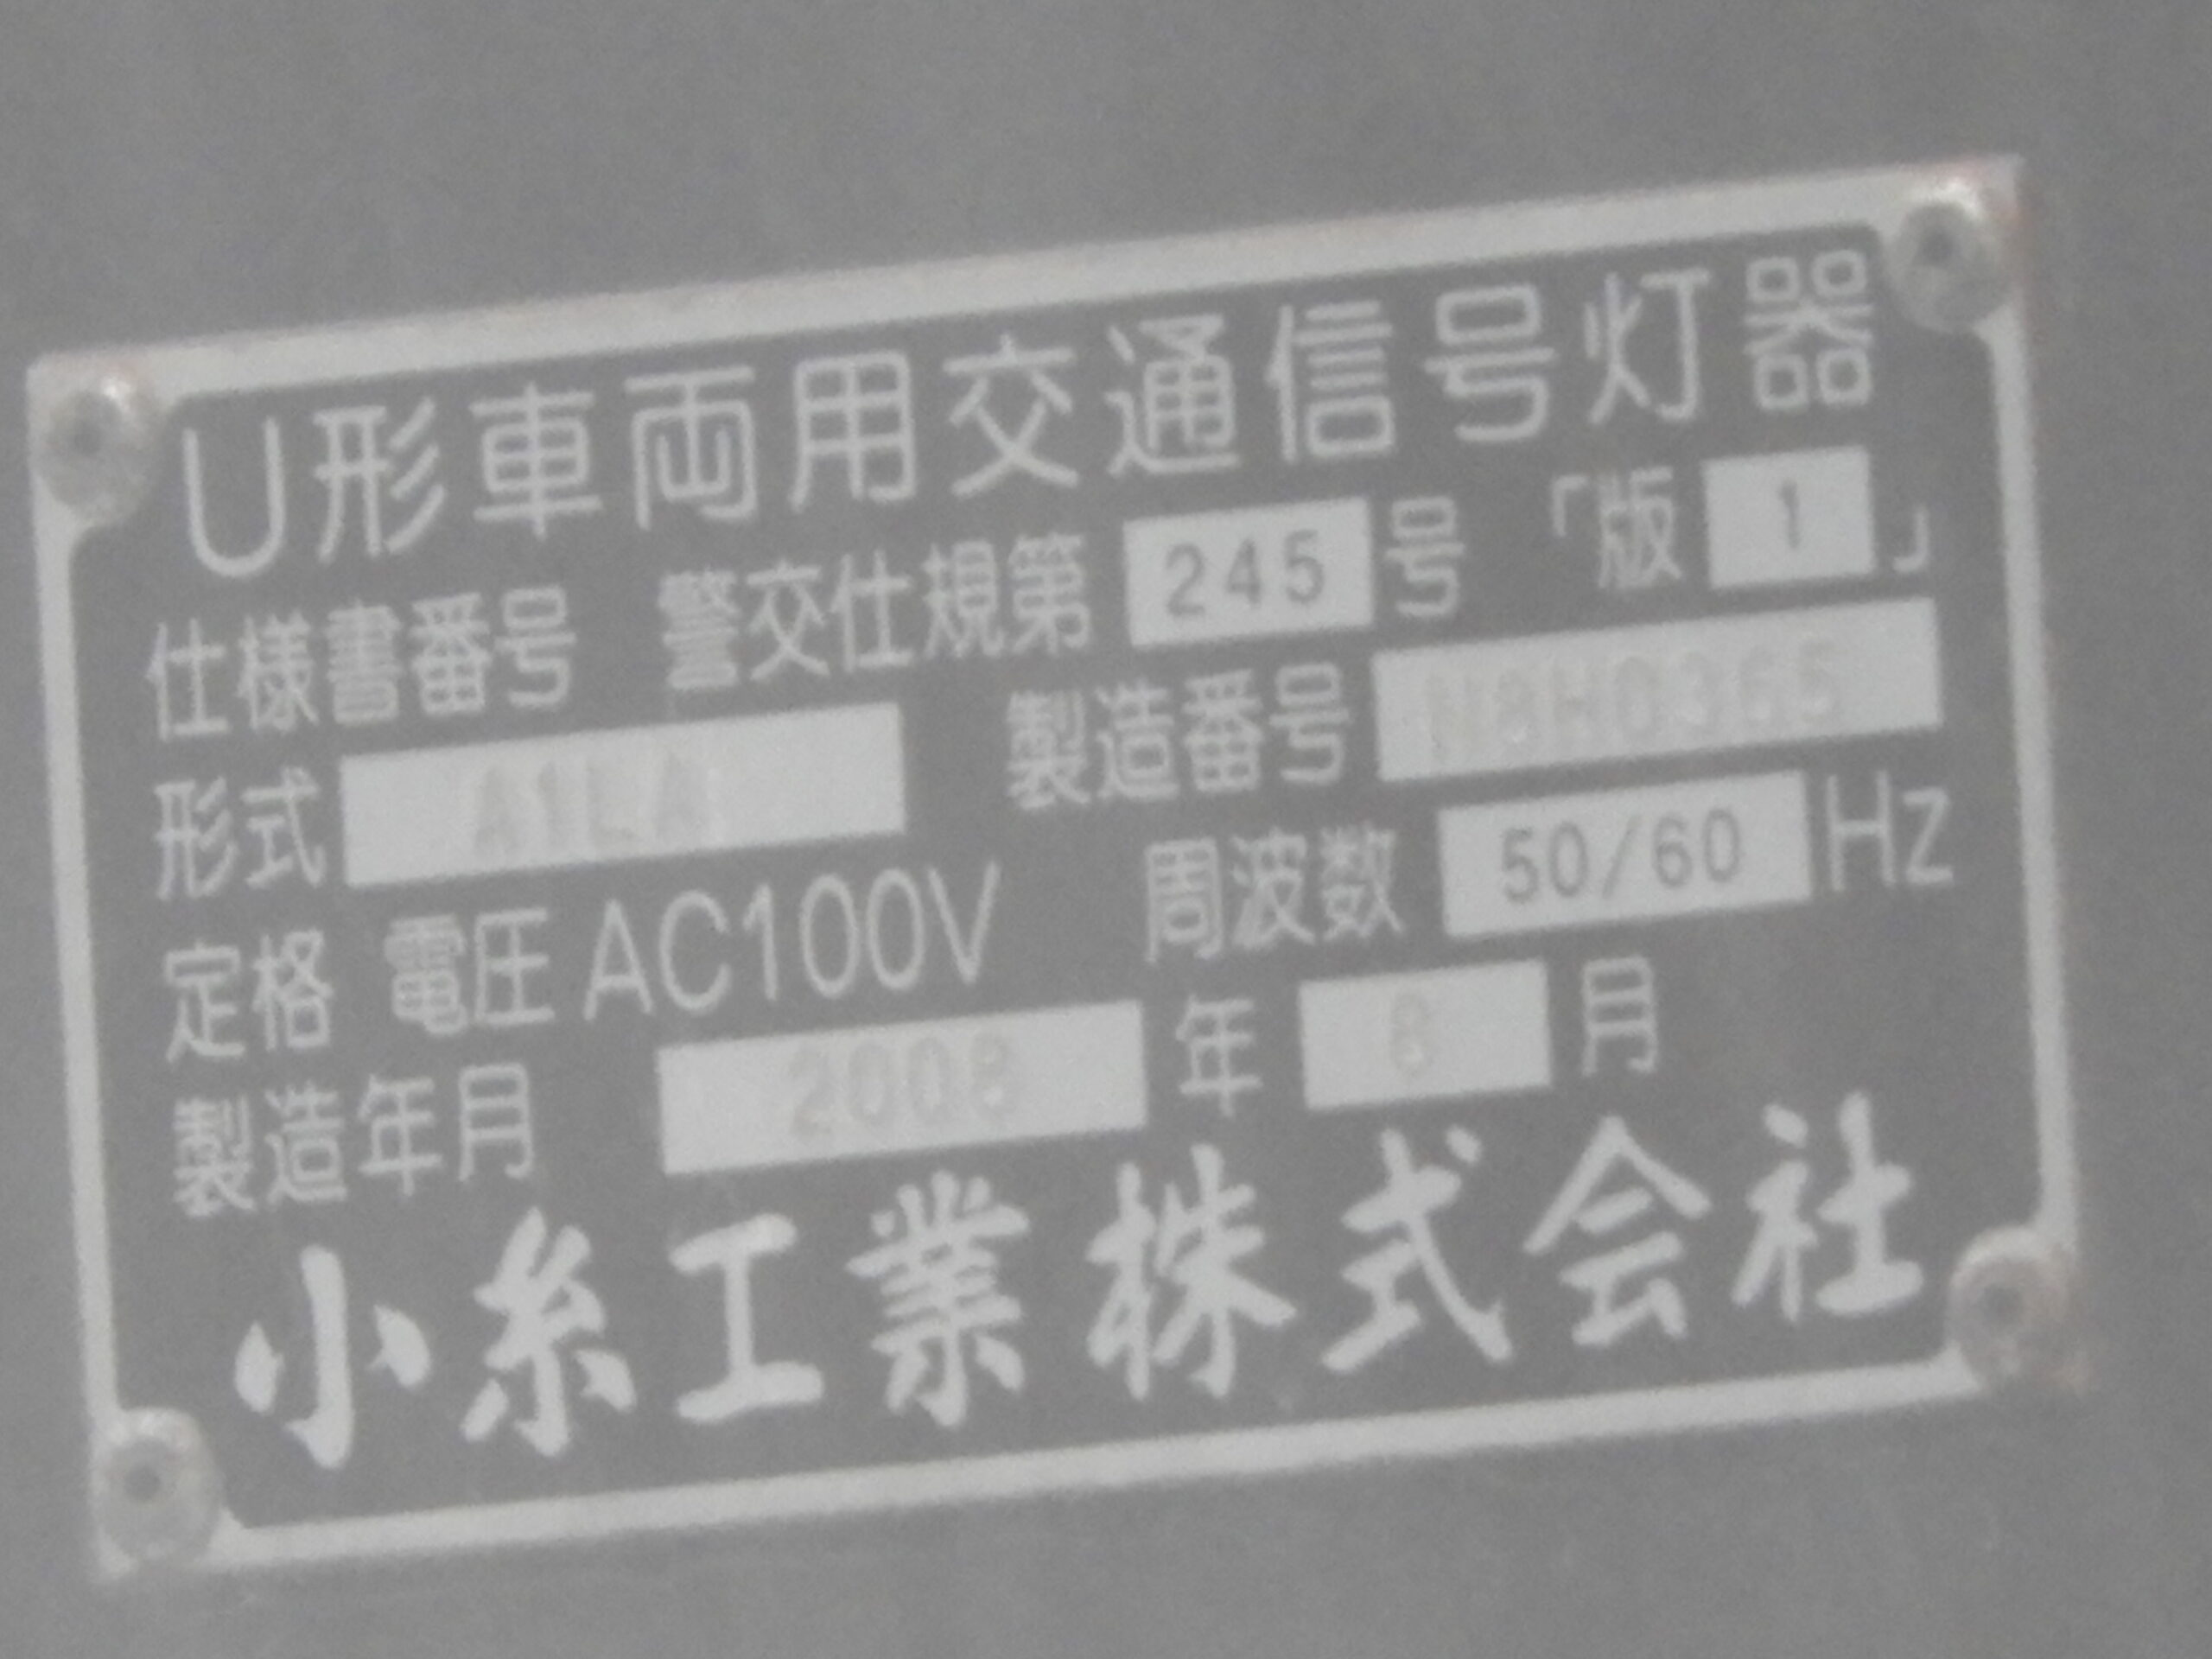 U形車両用交通信号灯器
仕様書番号 警交仕規第 245 号 「版 1 」
形式 A1LA 製造番号
定格 電圧 AC100V 周波数 50/60 Hz
製造年月 2008 年 月
小糸工業株式会社